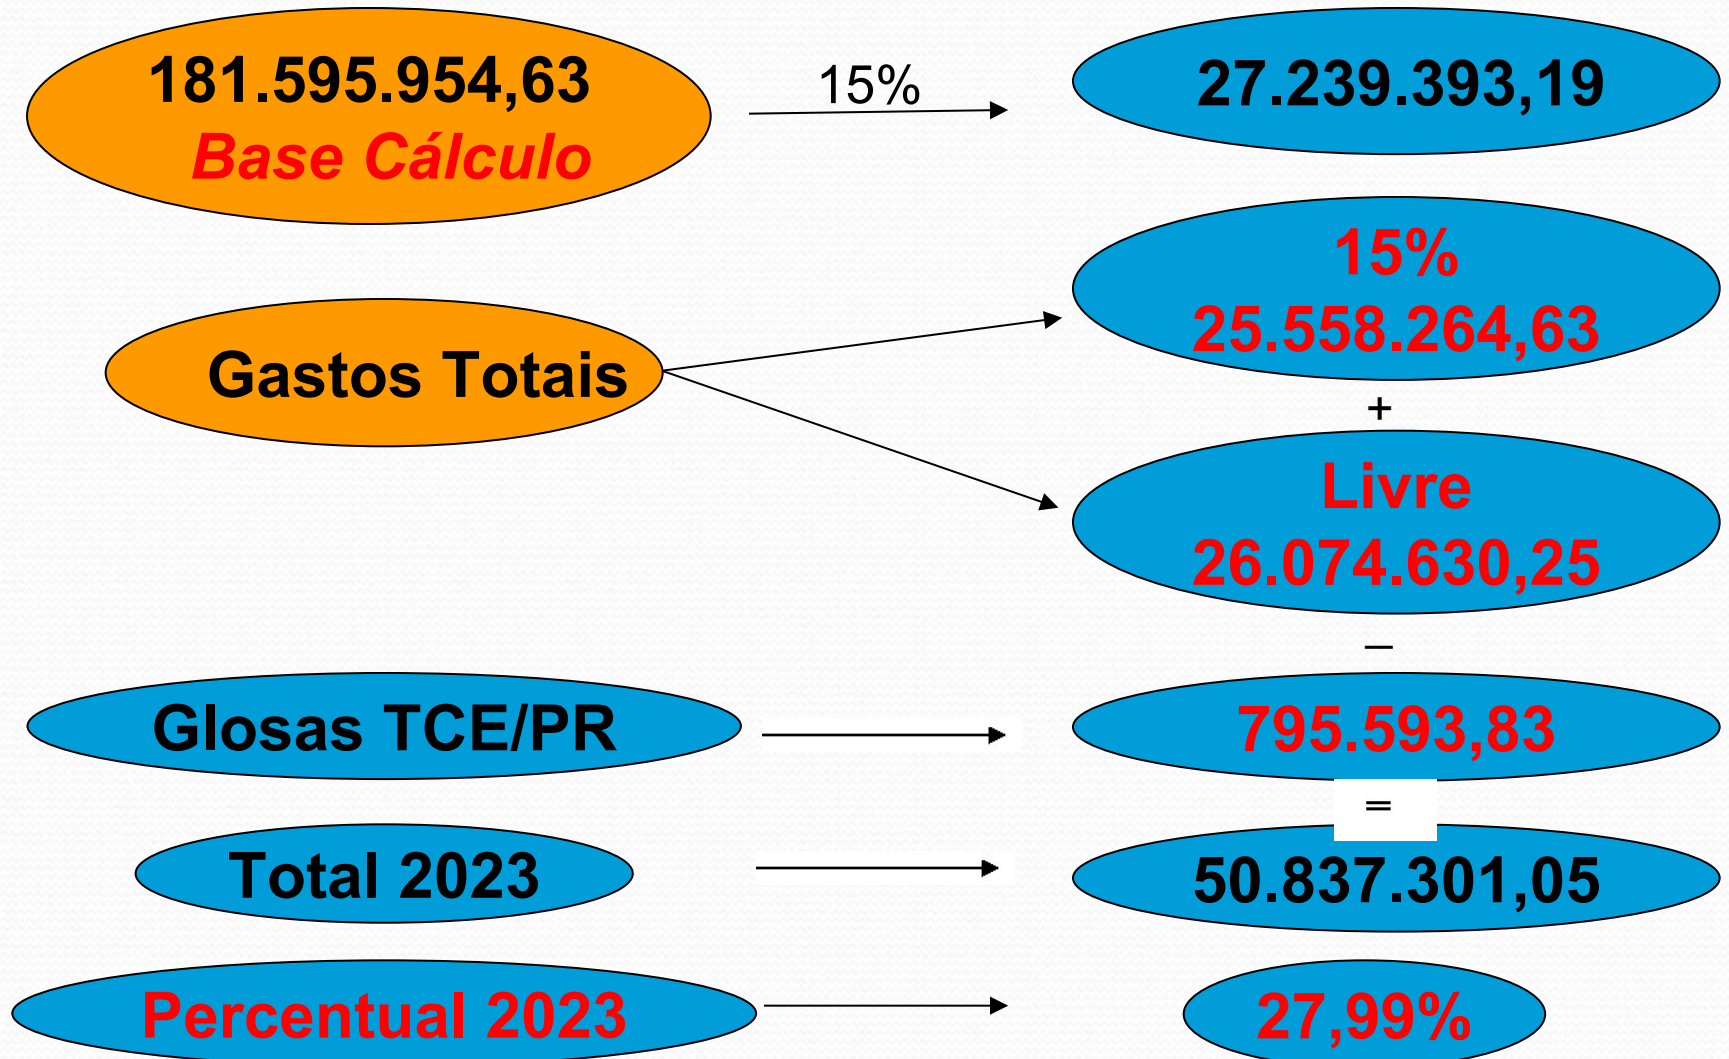 181.595.954,63
Base Cálculo
15%
27.239.393,19
Gastos Totais
15%
25.558.264,63
+
Livre
26.074.630,25
–
Glosas TCE/PR
795.593,83
=
Total 2023
50.837.301,05
Percentual 2023
27,99%